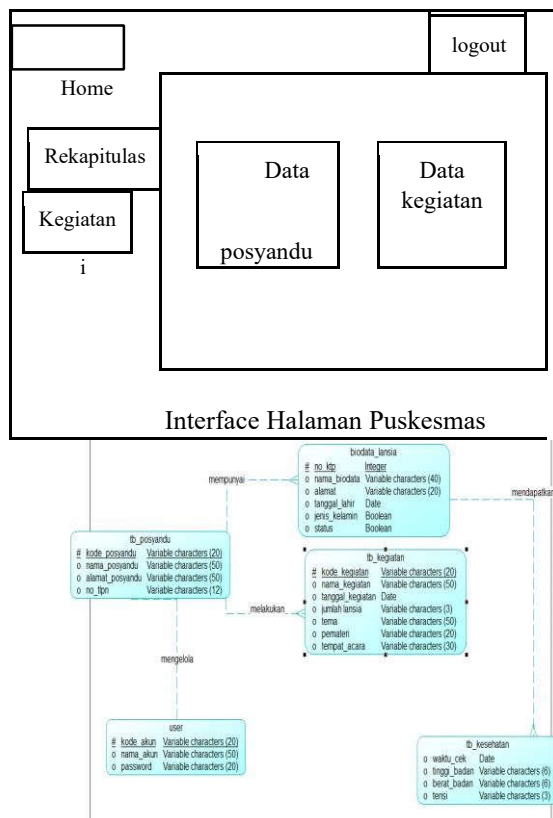 logout
Home
Rekapitulas
Kegiatan
i
Data
posyandu
Data
kegiatan
Interface Halaman Puskesmas
biodata_lansia
# no_ktp Integer
o nama_biodata Variable characters (40)
o alamat Variable characters (20)
o tanggal_lahir Date
o jenis_kelamin Boolean
o status Boolean
mempunyai
mendapatkan
tb_posyandu
# kode_posyandu Variable characters (20)
o nama_posyandu Variable characters (50)
o alamat_posyandu Variable characters (50)
o no_tlpn Variable characters (12)
tb_kegiatan
# kode_kegiatan Variable characters (20)
o nama_kegiatan Variable characters (50)
o tanggal_kegiatan Date
o jumlah lansia Variable characters (3)
o tema Variable characters (50)
o pemateri Variable characters (20)
o tempat_acara Variable characters (30)
melakukan
mengelola
user
# kode_akun Variable characters (20)
o nama_akun Variable characters (50)
o password Variable characters (20)
tb_kesehatan
o waktu_cek Date
o tinggi_badan Variable characters (6)
o berat_badan Variable characters (6)
o tensi Variable characters (3)